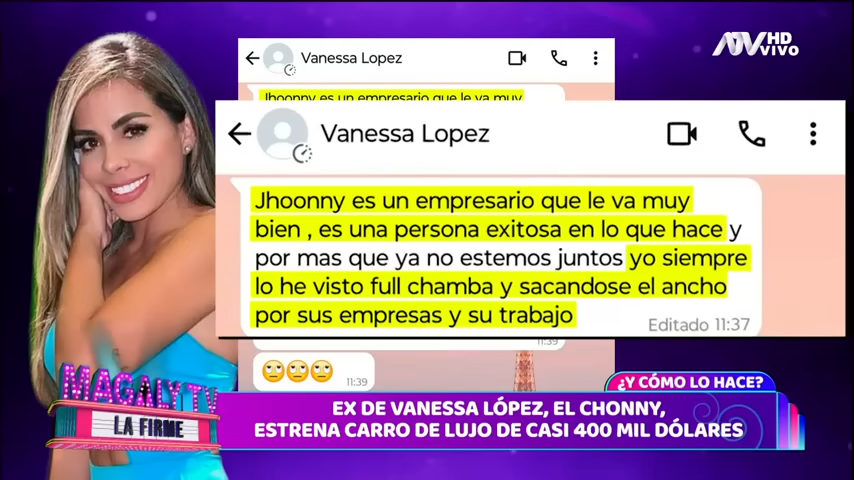 ATV HD
VIVO
Vanessa Lopez
Jhoonny es un empresario que le va muy
Vanessa Lopez
Jhoonny es un empresario que le va muy
bien , es una persona exitosa en lo que hace y
por mas que ya no estemos juntos yo siempre
lo he visto full chamba y sacandose el ancho
por sus empresas y su trabajo
Editado 11:37
11:39
11:39
MAGALY TV
LA FIRME
¿Y CÓMO LO HACE?
EX DE VANESSA LÓPEZ, EL CHONNY,
ESTRENA CARRO DE LUJO DE CASI 400 MIL DÓLARES